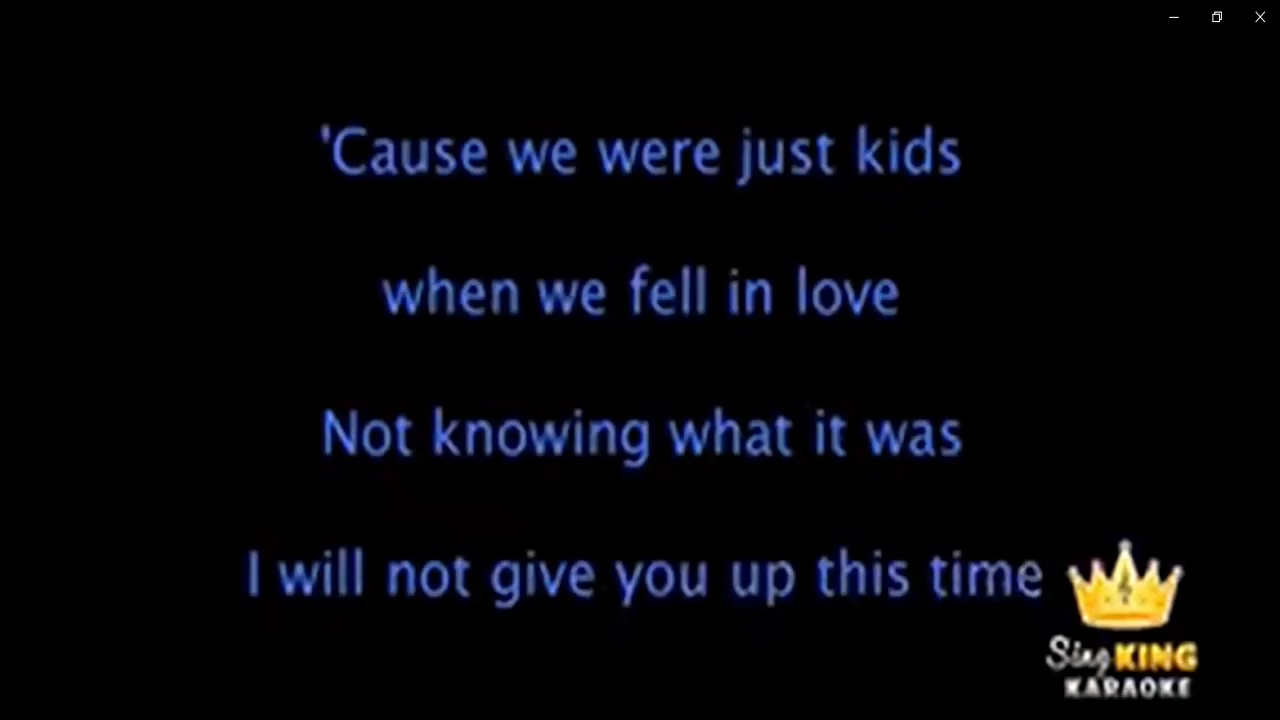 'Cause we were just kids
when we fell in love
Not knowing what it was
I will not give you up this time
Sing KING
KARAOKE